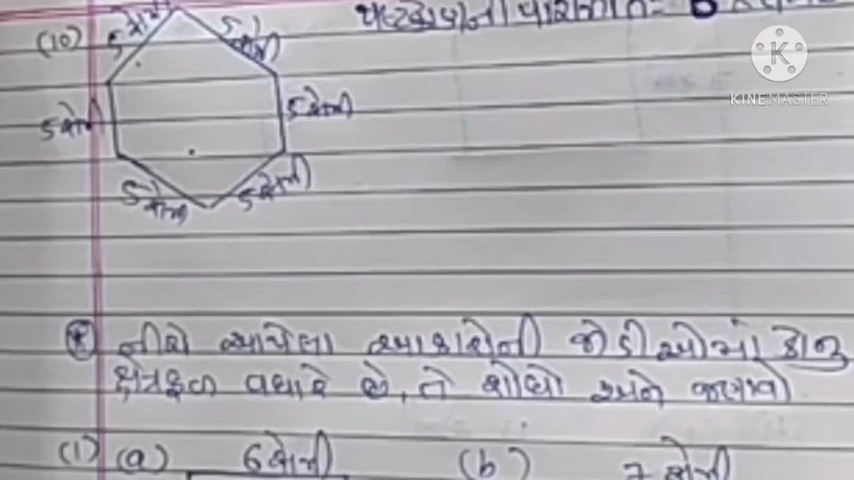 (10)
ષટ્કોણની પરિમિતિ = 6 ×
5 સેમી
5 સેમી
5 સેમી
5 સેમી
5 સેમી
5 સેમી
KINEMASTER
* નીચે આપેલા આકારોની જોડીઓમાં કોનુ
ક્ષેત્રફળ વધારે છે, તે શોધો અને જણાવો
(1) (a) 6 સેમી (b) 7 સેમી